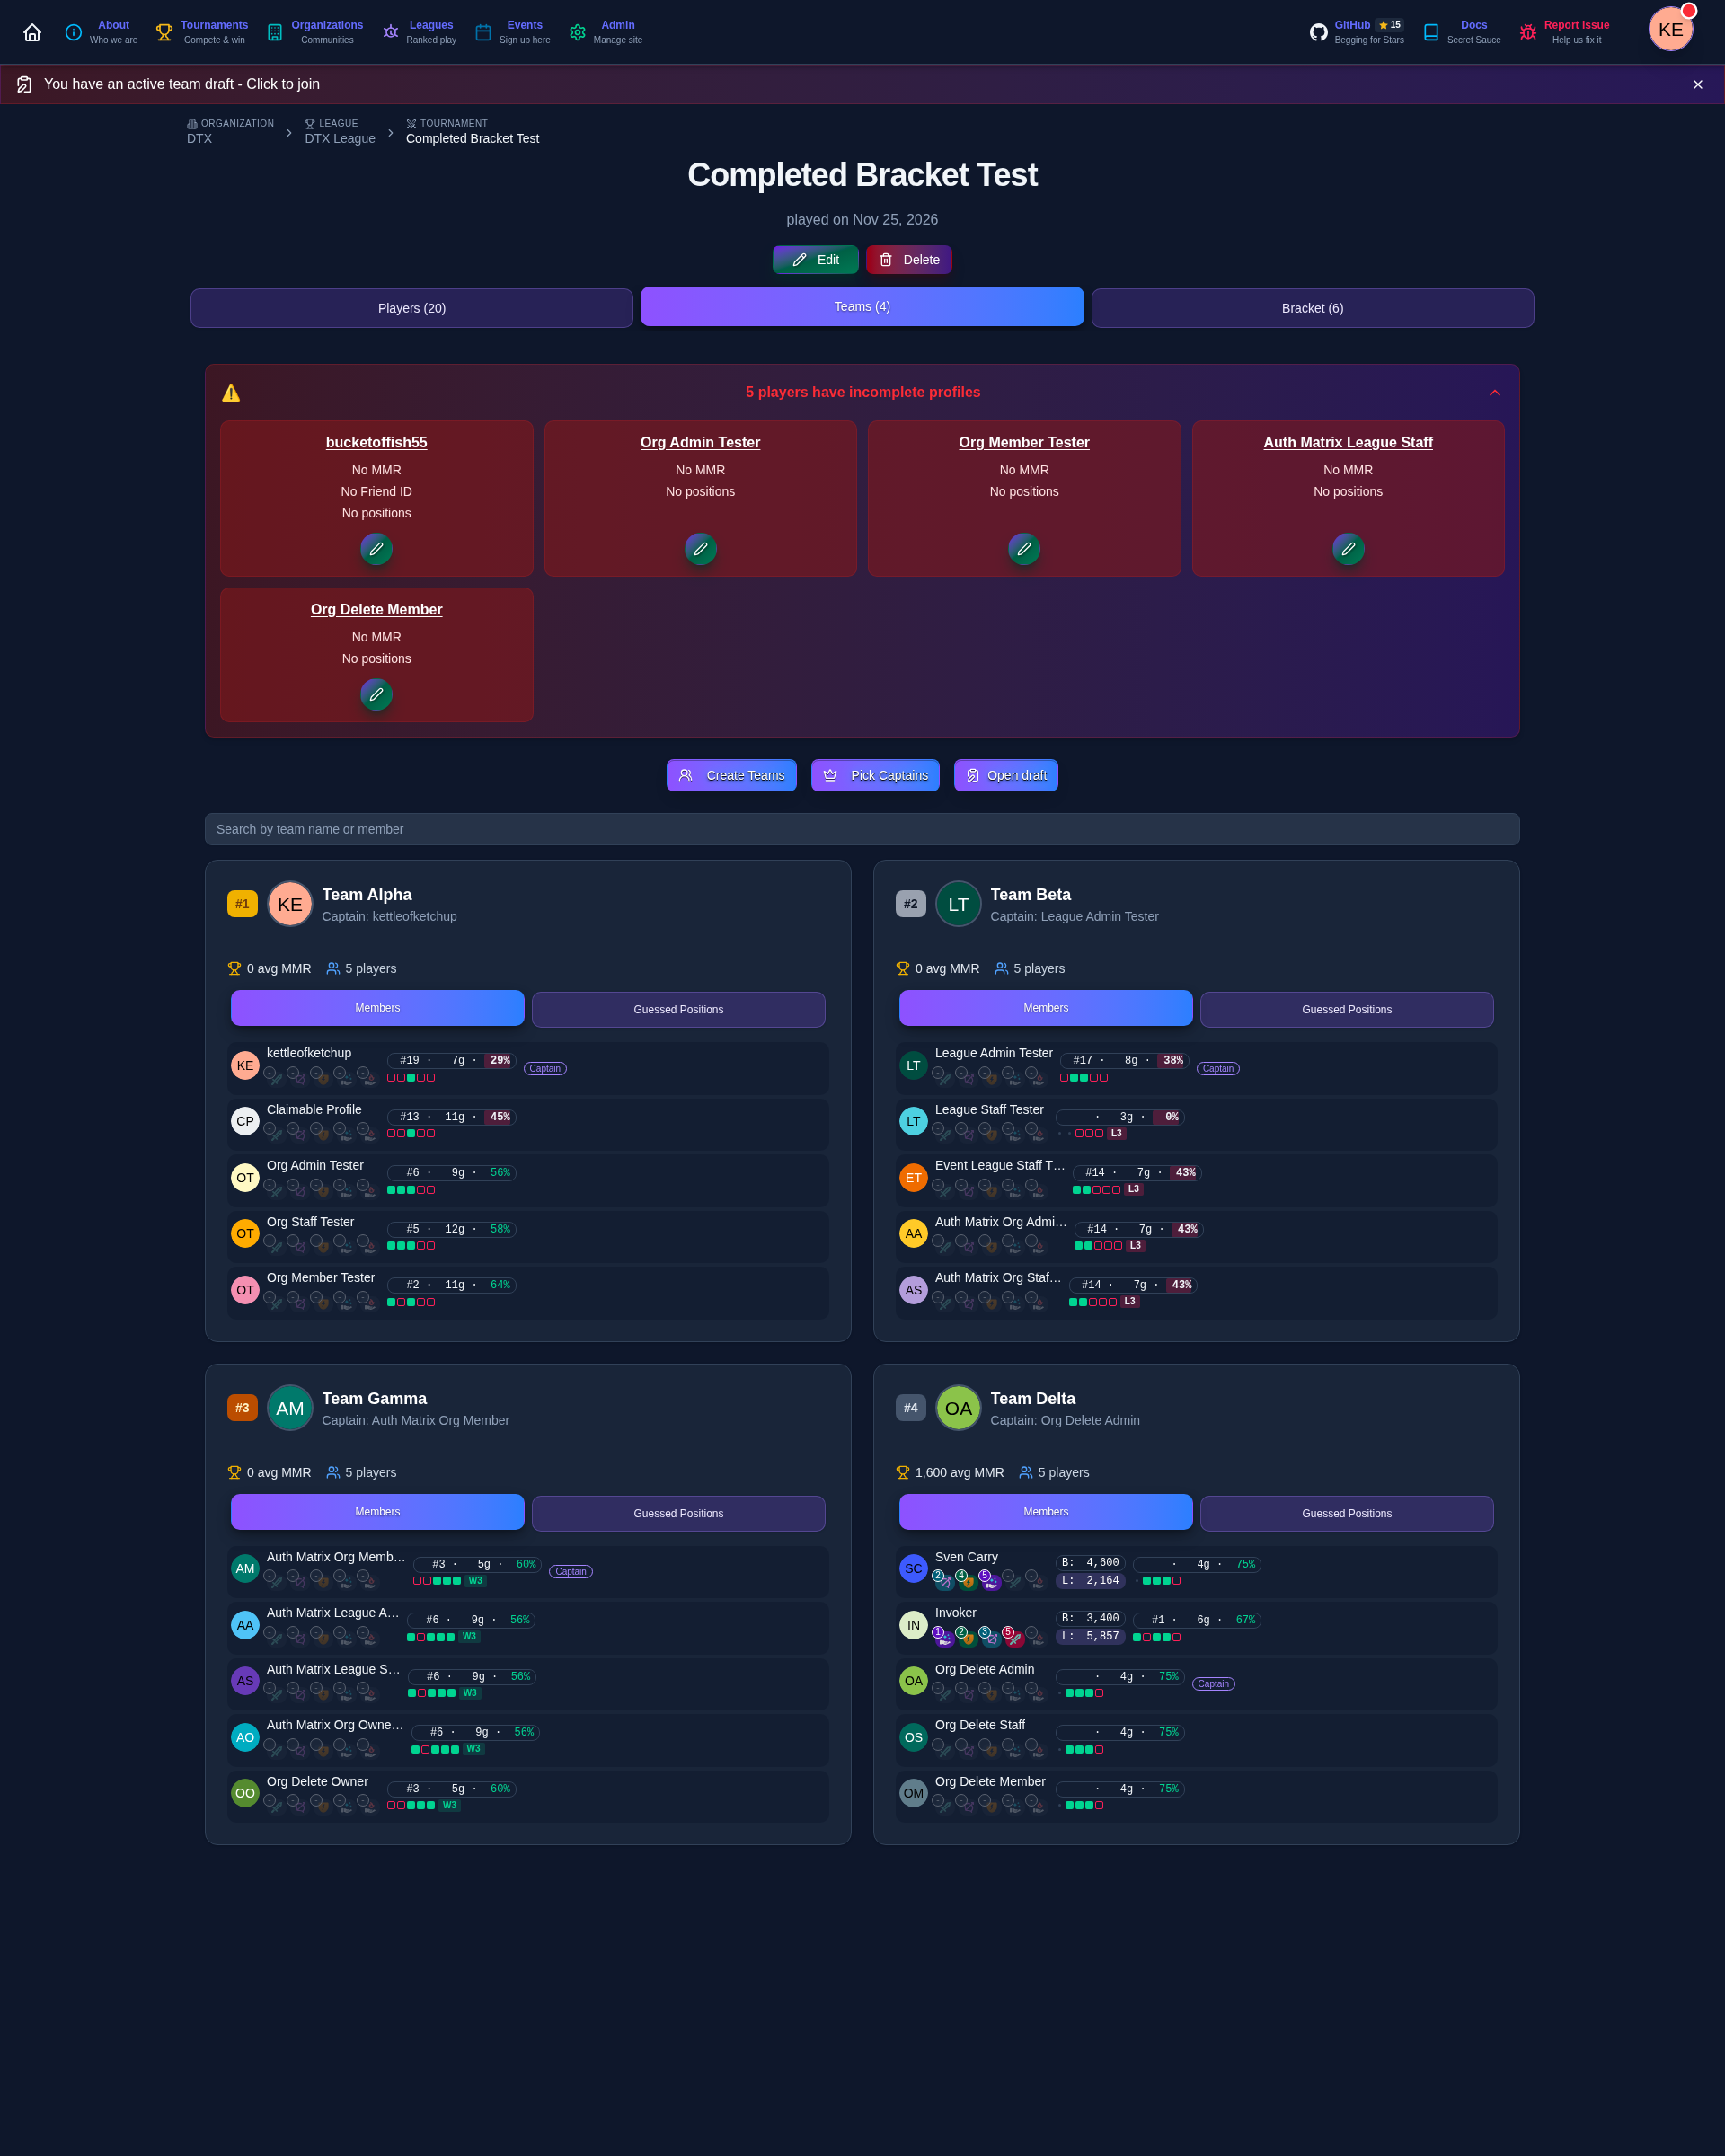 About
Who we are
Tournaments
Compete & win
Organizations
Communities
Leagues
Ranked play
Events
Sign up here
Admin
Manage site
GitHub 15
Begging for Stars
Docs
Secret Sauce
Report Issue
Help us fix it
KE
You have an active team draft - Click to join
ORGANIZATION
DTX
LEAGUE
DTX League
TOURNAMENT
Completed Bracket Test
Completed Bracket Test
played on Nov 25, 2026
Edit
Delete
Players (20)
Teams (4)
Bracket (6)
5 players have incomplete profiles
bucketoffish55
No MMR
No Friend ID
No positions
Org Admin Tester
No MMR
No positions
Org Member Tester
No MMR
No positions
Auth Matrix League Staff
No MMR
No positions
Org Delete Member
No MMR
No positions
Create Teams
Pick Captains
Open draft
Search by team name or member
#1
KE
Team Alpha
Captain: kettleofketchup
0 avg MMR
5 players
Members
Guessed Positions
KE
kettleofketchup
#19 · 7g · 29%
Captain
CP
Claimable Profile
#13 · 11g · 45%
OT
Org Admin Tester
#6 · 9g · 56%
OT
Org Staff Tester
#5 · 12g · 58%
OT
Org Member Tester
#2 · 11g · 64%
#2
LT
Team Beta
Captain: League Admin Tester
0 avg MMR
5 players
Members
Guessed Positions
LT
League Admin Tester
#17 · 8g · 38%
Captain
LT
League Staff Tester
· 3g · 0%
L3
ET
Event League Staff T…
#14 · 7g · 43%
L3
AA
Auth Matrix Org Admi…
#14 · 7g · 43%
L3
AS
Auth Matrix Org Staf…
#14 · 7g · 43%
L3
#3
AM
Team Gamma
Captain: Auth Matrix Org Member
0 avg MMR
5 players
Members
Guessed Positions
AM
Auth Matrix Org Memb…
#3 · 5g · 60%
W3
Captain
AA
Auth Matrix League A…
#6 · 9g · 56%
W3
AS
Auth Matrix League S…
#6 · 9g · 56%
W3
AO
Auth Matrix Org Owne…
#6 · 9g · 56%
W3
OO
Org Delete Owner
#3 · 5g · 60%
W3
#4
OA
Team Delta
Captain: Org Delete Admin
1,600 avg MMR
5 players
Members
Guessed Positions
SC
Sven Carry
2 4 5
B: 4,600
L: 2,164
· 4g · 75%
IN
Invoker
1 2 3 5
B: 3,400
L: 5,857
#1 · 6g · 67%
OA
Org Delete Admin
· 4g · 75%
Captain
OS
Org Delete Staff
· 4g · 75%
OM
Org Delete Member
· 4g · 75%